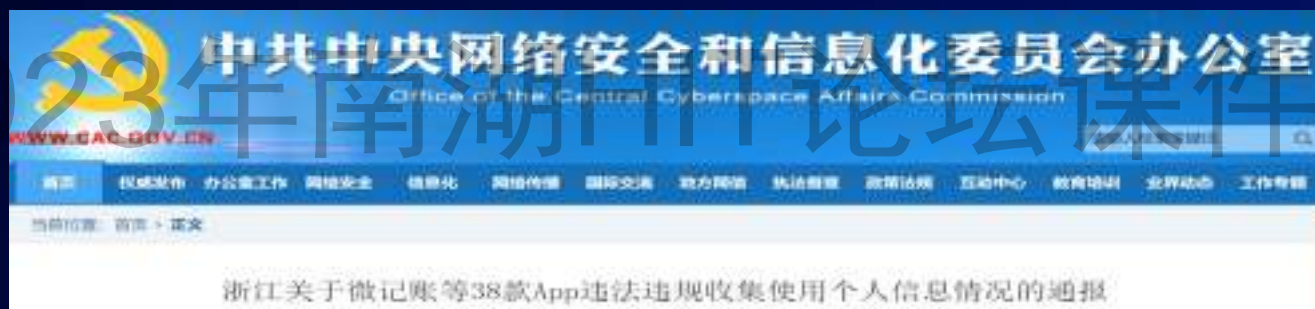 中共中央网络安全和信息化委员会办公室
Office of the Central Cyberspace Affairs Commission
23年南湖HIT论坛课件
WWW.CAC.GOV.CN
首页 权威发布 办公室工作 网络安全 信息化 网络传播 国际交流 地方网信 执法督查 政策法规 互动中心 教育培训 业界动态 工作专题
当前位置: 首页 > 正文
浙江关于微记账等38款App违法违规收集使用个人信息情况的通报